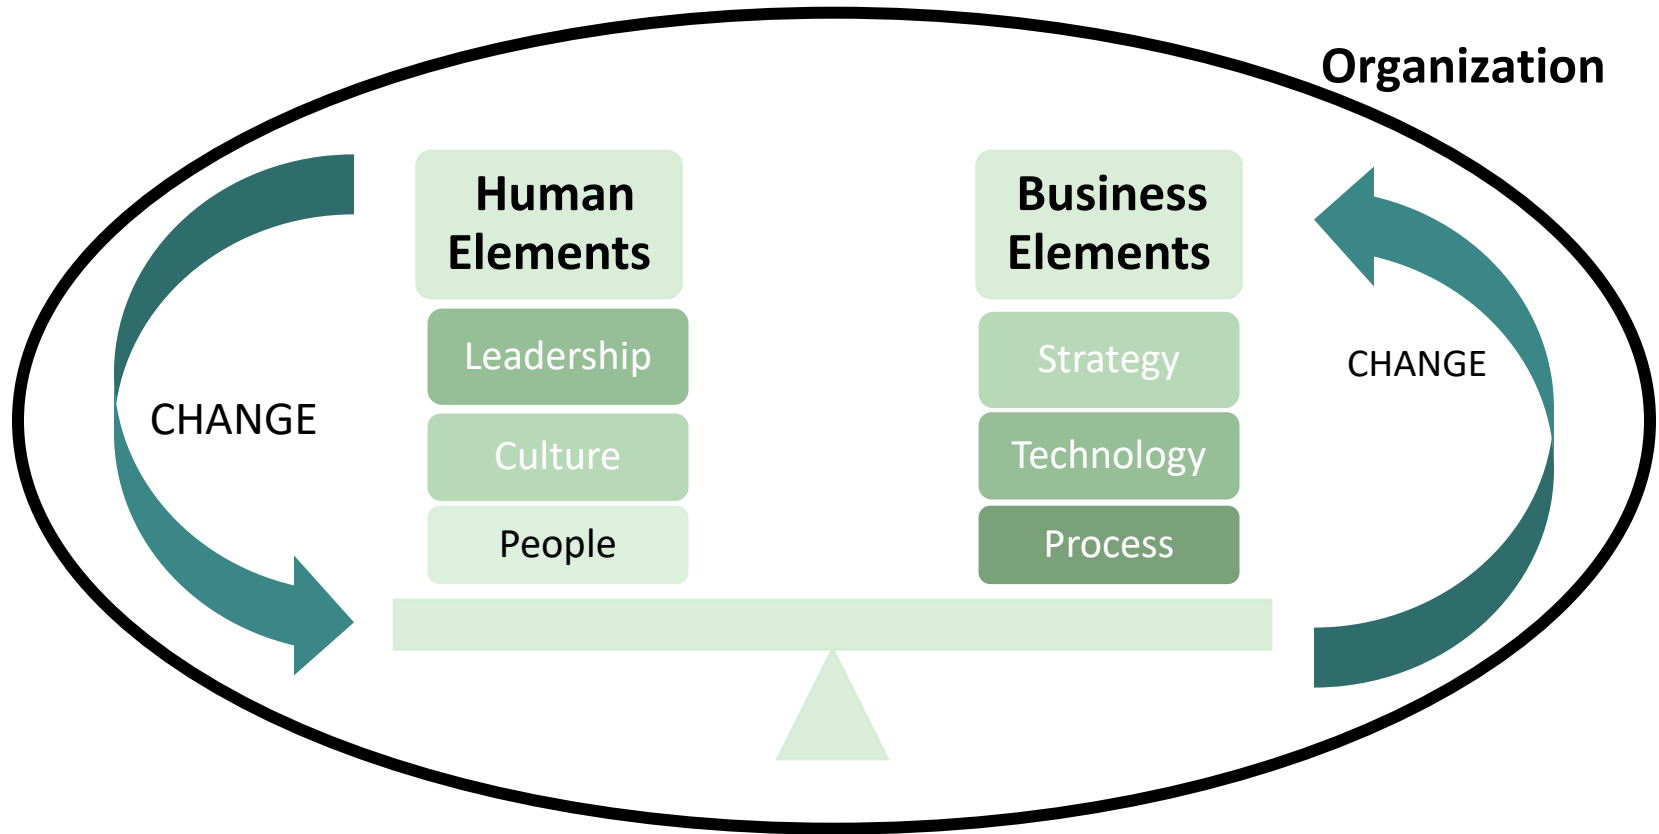 Organization
Human
Elements
Leadership
Culture
People
CHANGE
Business
Elements
Strategy
Technology
Process
CHANGE